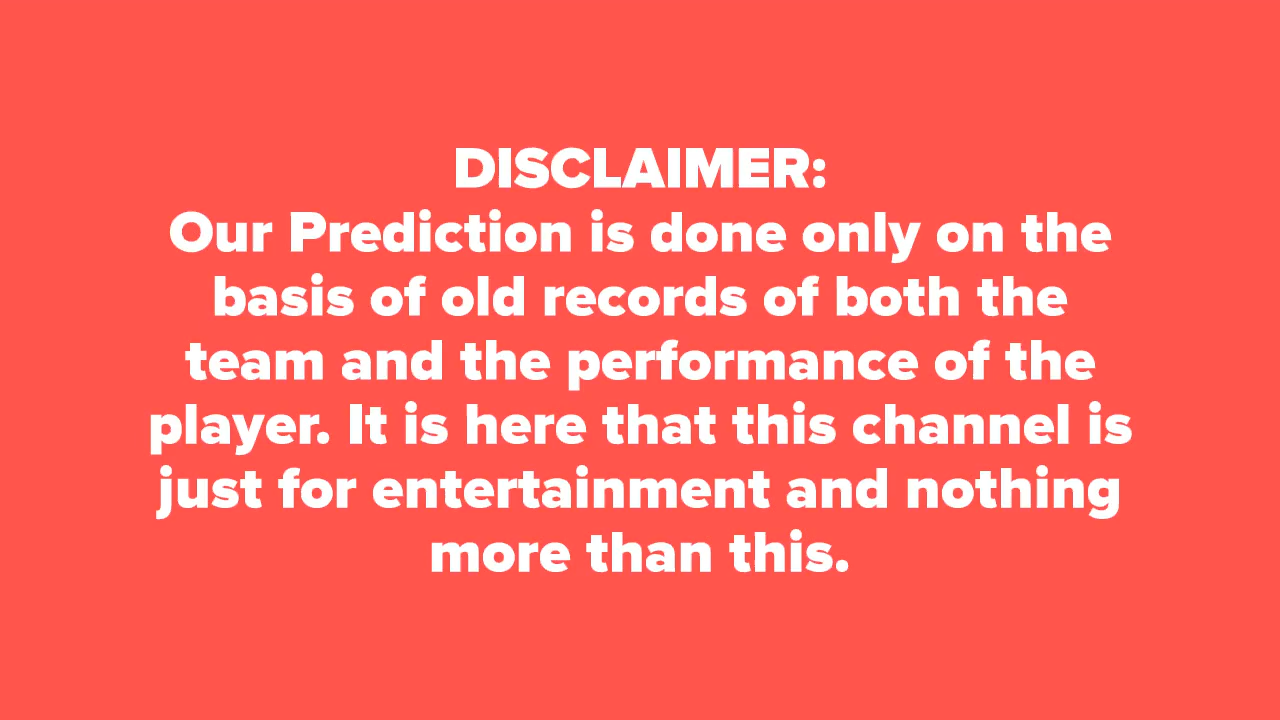 DISCLAIMER:
Our Prediction is done only on the
basis of old records of both the
team and the performance of the
player. It is here that this channel is
just for entertainment and nothing
more than this.